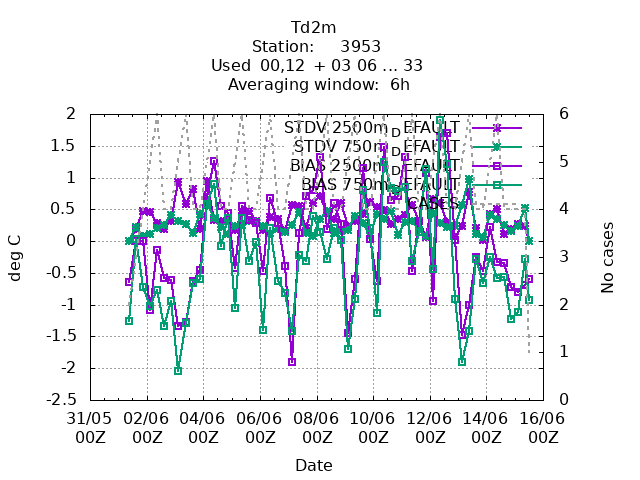 Td2m
Station: 3953
Used 00,12 + 03 06 ... 33
Averaging window: 6h
STDV 2500m_DEFAULT
STDV 750m_DEFAULT
BIAS 2500m_DEFAULT
BIAS 750m_DEFAULT
CASES
2
1.5
1
0.5
0
-0.5
-1
-1.5
-2
-2.5
deg C
6
5
4
3
2
1
0
No cases
31/05 02/06 04/06 06/06 08/06 10/06 12/06 14/06 16/06
00Z 00Z 00Z 00Z 00Z 00Z 00Z 00Z 00Z
Date